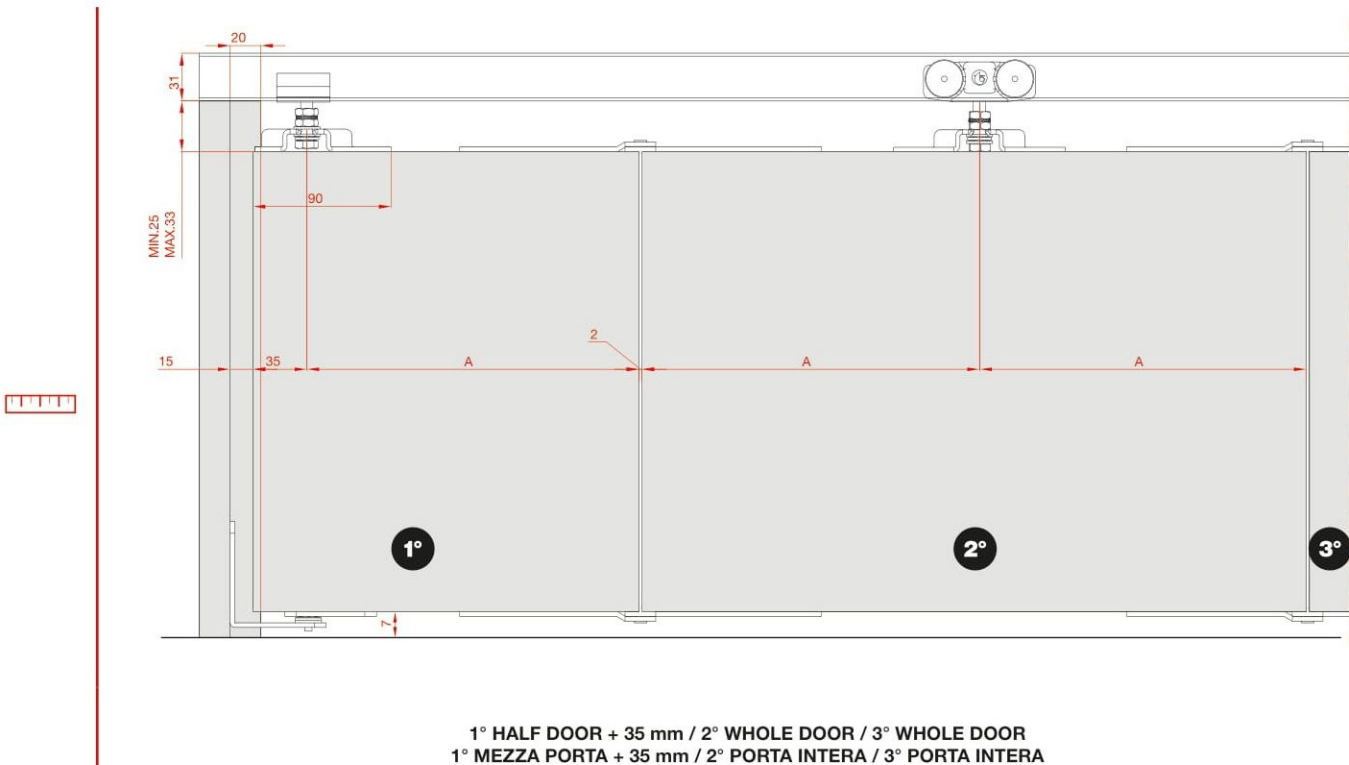 20
31
90
MIN.25
MAX.33
2
15
35
A
A
A
1°
2°
3°
7
1° HALF DOOR + 35 mm / 2° WHOLE DOOR / 3° WHOLE DOOR
1° MEZZA PORTA + 35 mm / 2° PORTA INTERA / 3° PORTA INTERA